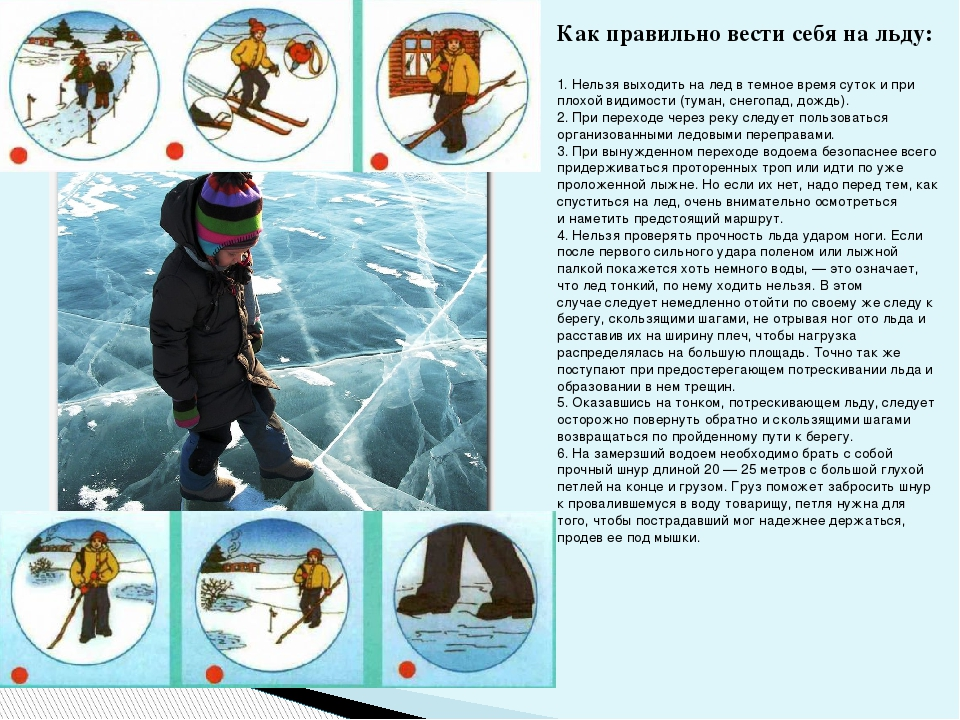 Как правильно вести себя на льду:
1. Нельзя выходить на лед в темное время суток и при
плохой видимости (туман, снегопад, дождь).
2. При переходе через реку следует пользоваться
организованными ледовыми переправами.
3. При вынужденном переходе водоема безопаснее всего
придерживаться проторенных троп или идти по уже
проложенной лыжне. Но если их нет, надо перед тем, как
спуститься на лед, очень внимательно осмотреться
и наметить предстоящий маршрут.
4. Нельзя проверять прочность льда ударом ноги. Если
после первого сильного удара поленом или лыжной
палкой покажется хоть немного воды, — это означает,
что лед тонкий, по нему ходить нельзя. В этом
случае следует немедленно отойти по своему же следу к
берегу, скользящими шагами, не отрывая ног ото льда и
расставив их на ширину плеч, чтобы нагрузка
распределялась на большую площадь. Точно так же
поступают при предостерегающем потрескивании льда и
образовании в нем трещин.
5. Оказавшись на тонком, потрескивающем льду, следует
осторожно повернуть обратно и скользящими шагами
возвращаться по пройденному пути к берегу.
6. На замерзший водоем необходимо брать с собой
прочный шнур длиной 20 — 25 метров с большой глухой
петлей на конце и грузом. Груз поможет забросить шнур
к провалившемуся в воду товарищу, петля нужна для
того, чтобы пострадавший мог надежнее держаться,
продев ее под мышки.